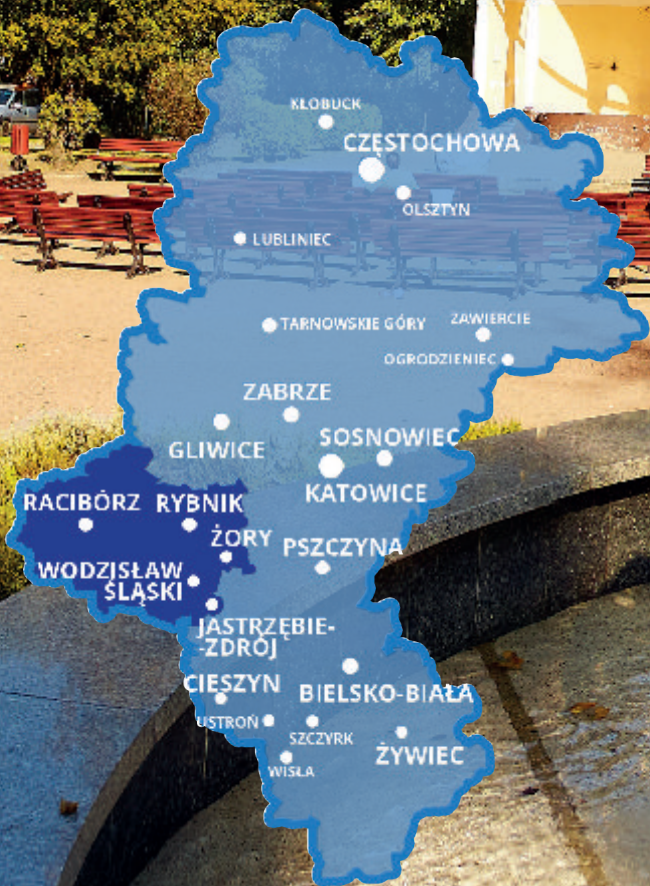 KŁOBUCK
CZĘSTOCHOWA
OLSZTYN
LUBLINIEC
TARNOWSKIE GÓRY
ZAWIERCIE
OGRODZIENIEC
ZABRZE
GLIWICE
SOSNOWIEC
KATOWICE
RACIBÓRZ
RYBNIK
ŻORY
PSZCZYNA
WODZISŁAW
ŚLĄSKI
JASTRZĘBIE-
-ZDRÓJ
CIESZYN
BIELSKO-BIAŁA
USTROŃ
SZCZYRK
ŻYWIEC
WISŁA